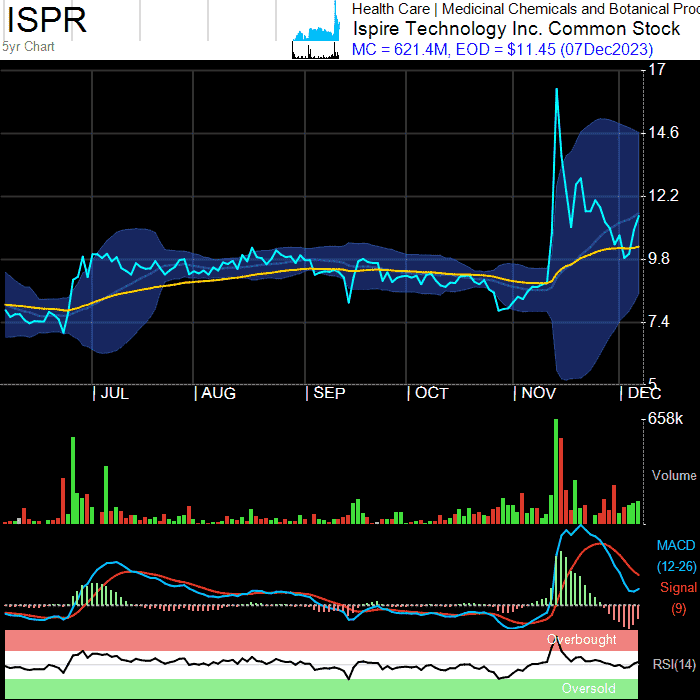 ISPR
5yr Chart
Health Care | Medicinal Chemicals and Botanical Proc
Ispire Technology Inc. Common Stock
MC = 621.4M, EOD = $11.45 (07Dec2023)
17
14.6
12.2
9.8
7.4
5
JUL
AUG
SEP
OCT
NOV
DEC
658k
Volume
MACD
(12-26)
Signal
(9)
Overbought
RSI(14)
Oversold